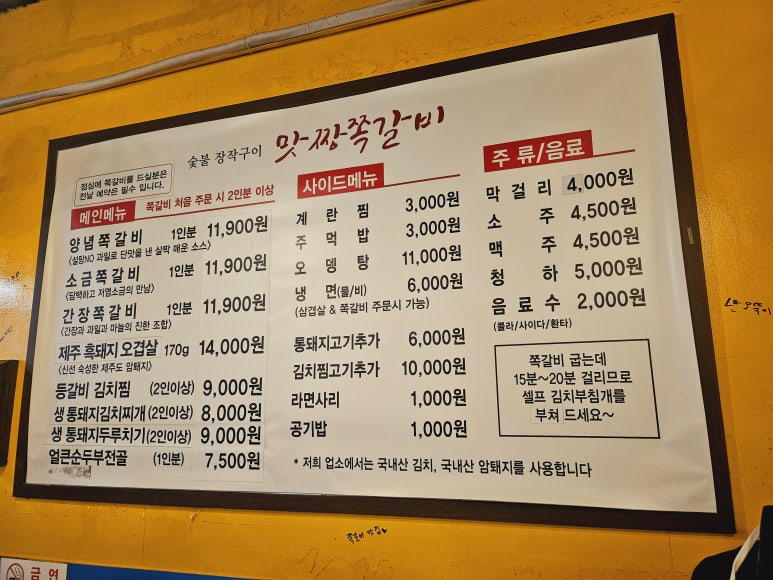 숯불 장작구이 맛짱쪽갈비
점심에 쪽갈비를 드실분은
전날 예약은 필수 입니다.
메인메뉴 쪽갈비 처음 주문 시 2인분 이상
양념쪽갈비 1인분 11,900원
<설탕NO 과일로 단맛을 낸 살짝 매운 소스>
소금쪽갈비 1인분 11,900원
<담백하고 저염소금의 만남>
간장쪽갈비 1인분 11,900원
<간장과 과일과 마늘의 진한 조합>
제주 흑돼지 오겹살 170g 14,000원
<신선 숙성한 제주도 암퇘지>
등갈비 김치찜 (2인이상) 9,000원
생 통돼지김치찌개 (2인이상) 8,000원
생 통돼지두루치기 (2인이상) 9,000원
얼큰순두부전골 (1인분) 7,500원
사이드메뉴
계란찜 3,000원
주먹밥 3,000원
오뎅탕 11,000원
냉면(물/비) 6,000원
(삼겹살 & 쪽갈비 주문시 가능)
통돼지고기추가 6,000원
김치찜고기추가 10,000원
라면사리 1,000원
공기밥 1,000원
* 저희 업소에서는 국내산 김치, 국내산 암퇘지를 사용합니다
주 류/음료
막걸리 4,000원
소주 4,500원
맥주 4,500원
청하 5,000원
음료수 2,000원
(콜라/사이다/환타)
쪽갈비 굽는데
15분~20분 걸리므로
셀프 김치부침개를
부쳐 드세요~
쪽갈비 맛집
금연